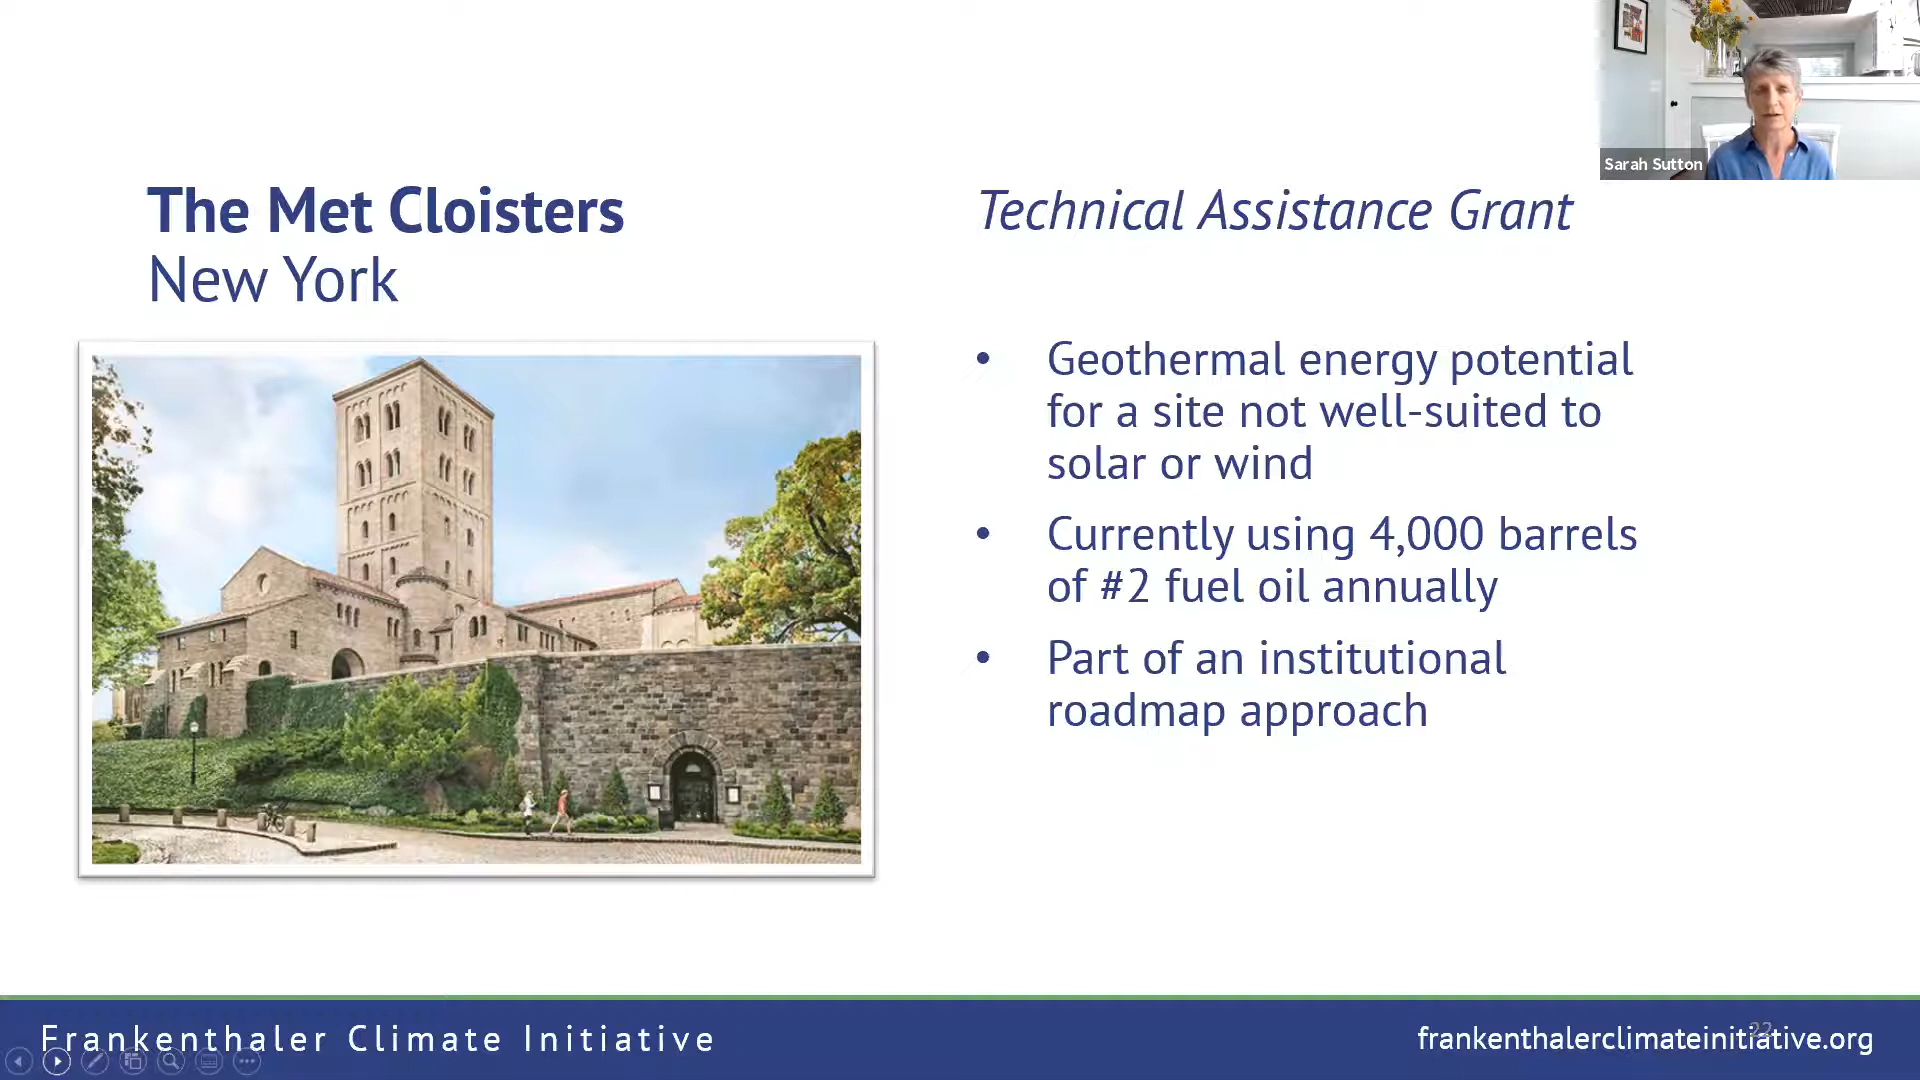 Sarah Sutton
The Met Cloisters
New York
Technical Assistance Grant
• Geothermal energy potential
for a site not well-suited to
solar or wind
• Currently using 4,000 barrels
of #2 fuel oil annually
• Part of an institutional
roadmap approach
Frankenthaler Climate Initiative
22
frankenthalerclimateinitiative.org